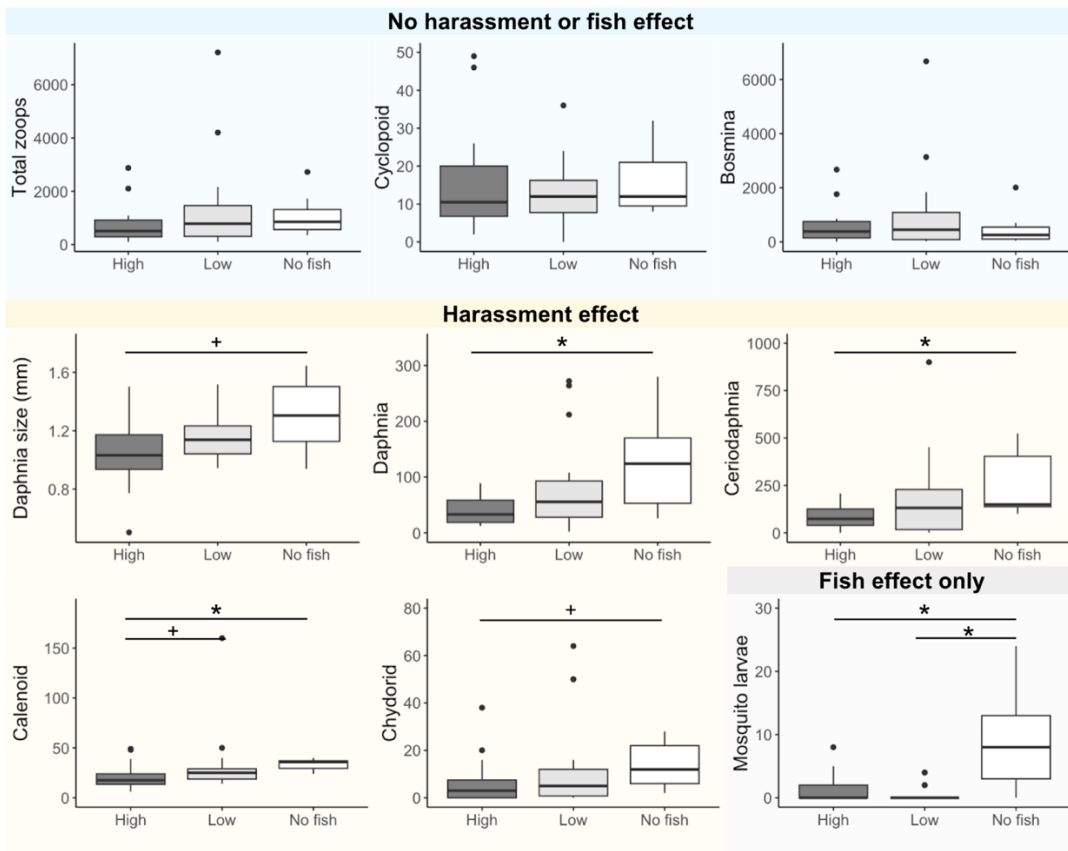 No harassment or fish effect
Total zoops
6000
4000
2000
0
High Low No fish
Cyclopoid
50
40
30
20
10
0
High Low No fish
Bosmina
6000
4000
2000
0
High Low No fish
Harassment effect
Daphnia size (mm)
1.6
1.2
0.8
+
High Low No fish
Daphnia
300
200
100
0
*
High Low No fish
Ceriodaphnia
1000
750
500
250
0
*
High Low No fish
Calenoid
150
100
50
0
*
+
High Low No fish
Chydorid
80
60
40
20
0
+
High Low No fish
Fish effect only
Mosquito larvae
30
20
10
0
*
*
High Low No fish